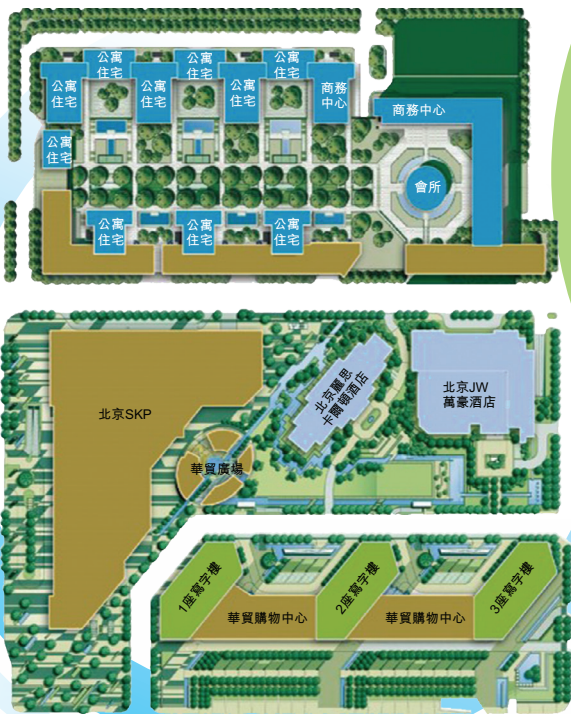 公寓
住宅
公寓
住宅
公寓
住宅
公寓
住宅
公寓
住宅
公寓
住宅
商務
中心
商務中心
公寓
住宅
會所
公寓
住宅
公寓
住宅
公寓
住宅
北京SKP
北京麗思
卡爾頓酒店
北京JW
萬豪酒店
華貿廣場
1座寫字樓
2座寫字樓
3座寫字樓
華貿購物中心
華貿購物中心